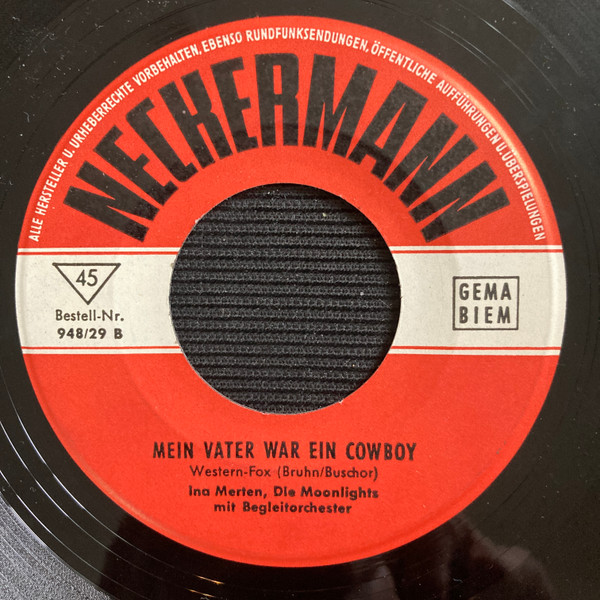 ALLE HERSTELLER U. URHEBERRECHTE VORBEHALTEN, EBENSO RUNDFUNKSENDUNGEN, ÖFFENTLICHE AUFFÜHRUNGEN U. ÜBERSPIELUNGEN
NECKERMANN
45
Bestell-Nr.
948/29 B
GEMA
BIEM
MEIN VATER WAR EIN COWBOY
Western-Fox (Bruhn/Buschor)
Ina Merten, Die Moonlights
mit Begleitorchester